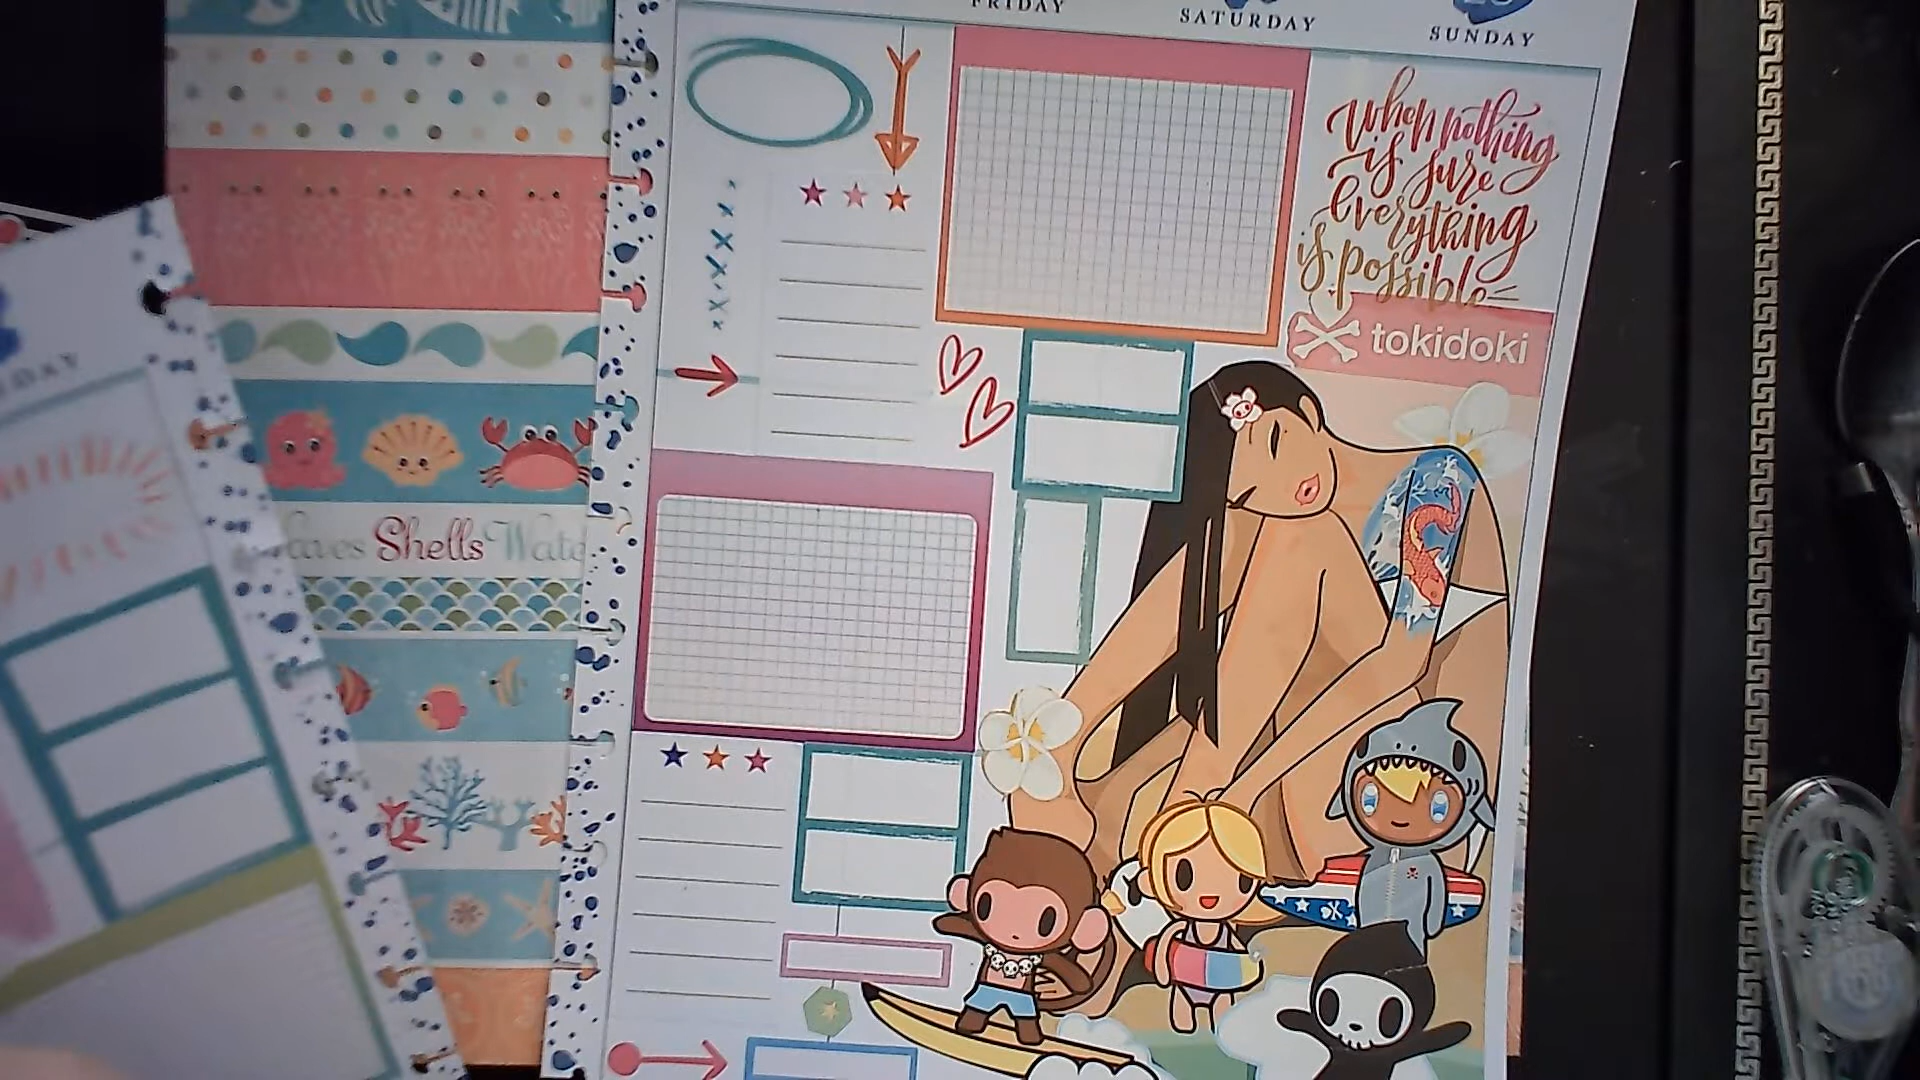 FRIDAY
SATURDAY
SUNDAY
When nothing
is sure
Everything
is possible
tokidoki
Shells